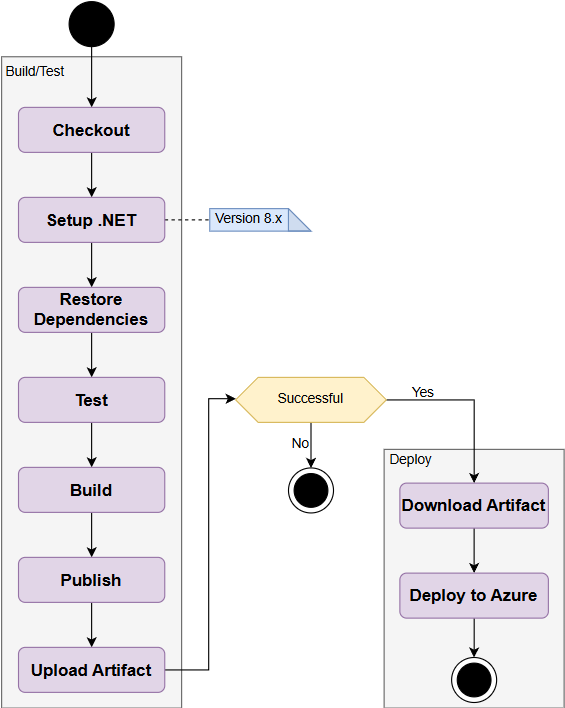 Build/Test
Checkout
Setup .NET
Version 8.x
Restore
Dependencies
Test
Build
Publish
Upload Artifact
Successful
Yes
No
Deploy
Download Artifact
Deploy to Azure